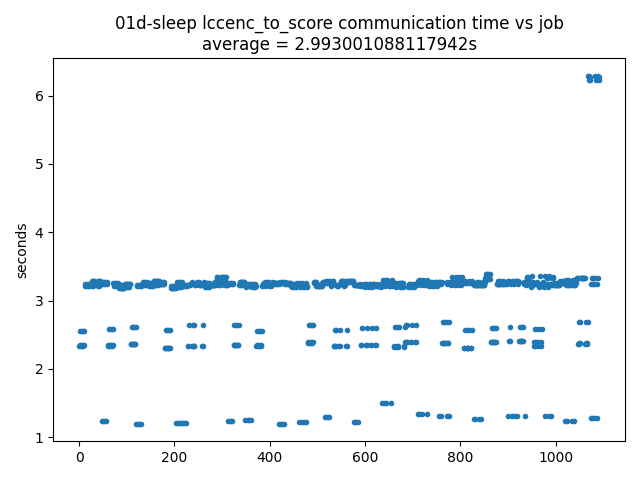 01d-sleep lccenc_to_score communication time vs job
average = 2.993001088117942s
seconds
6
5
4
3
2
1
0 200 400 600 800 1000